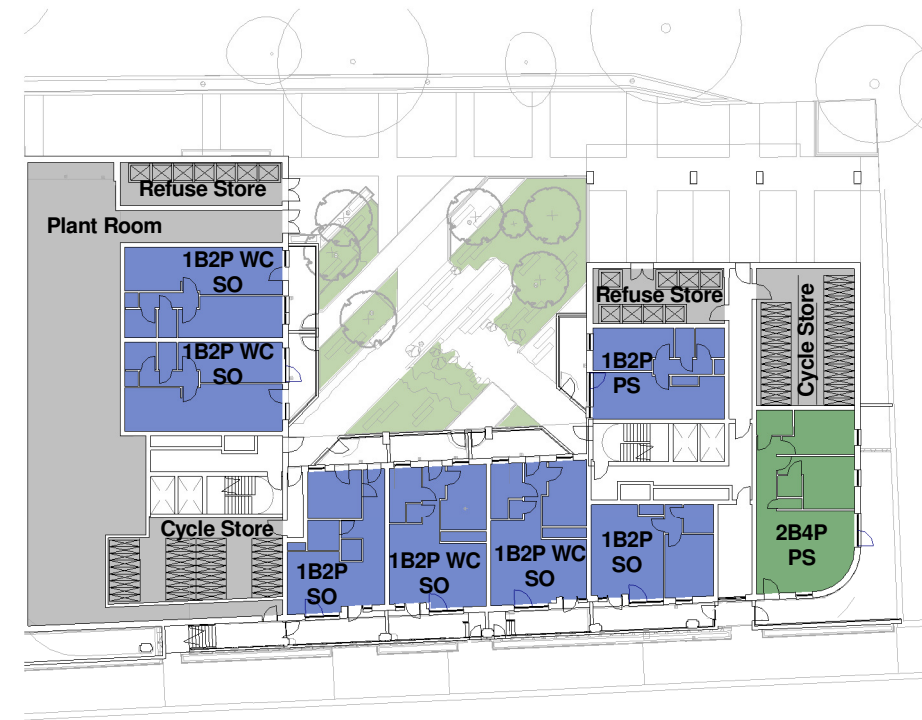 Refuse Store
Plant Room
1B2P WC
SO
1B2P WC
SO
Refuse Store
Cycle Store
1B2P
PS
Cycle Store
2B4P
PS
1B2P
SO
1B2P WC
SO
1B2P WC
SO
1B2P
SO